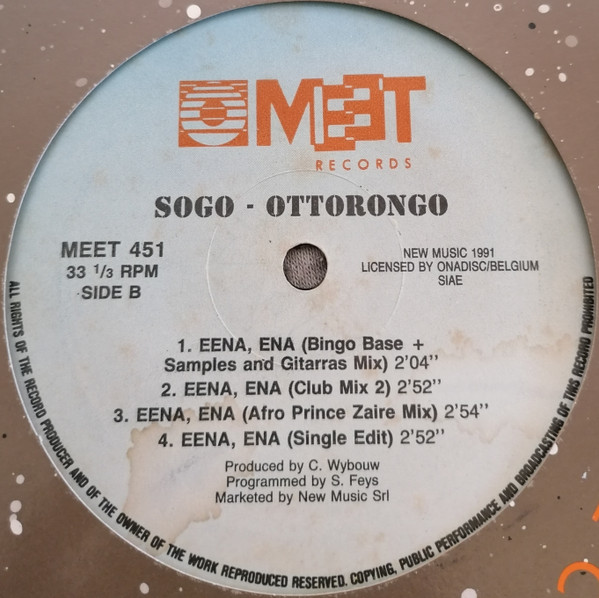 MEET
RECORDS
SOGO - OTTORONGO
MEET 451
33 1/3 RPM
SIDE B
NEW MUSIC 1991
LICENSED BY ONADISC/BELGIUM
SIAE
1. EENA, ENA (Bingo Base +
Samples and Gitarras Mix) 2'04''
2. EENA, ENA (Club Mix 2) 2'52''
3. EENA, ENA (Afro Prince Zaire Mix) 2'54''
4. EENA, ENA (Single Edit) 2'52''
Produced by C. Wybouw
Programmed by S. Feys
Marketed by New Music Srl
ALL RIGHTS OF THE RECORD PRODUCER AND OF THE OWNER OF THE WORK REPRODUCED RESERVED. COPYING, PUBLIC PERFORMANCE AND BROADCASTING OF THIS RECORD PROHIBITED